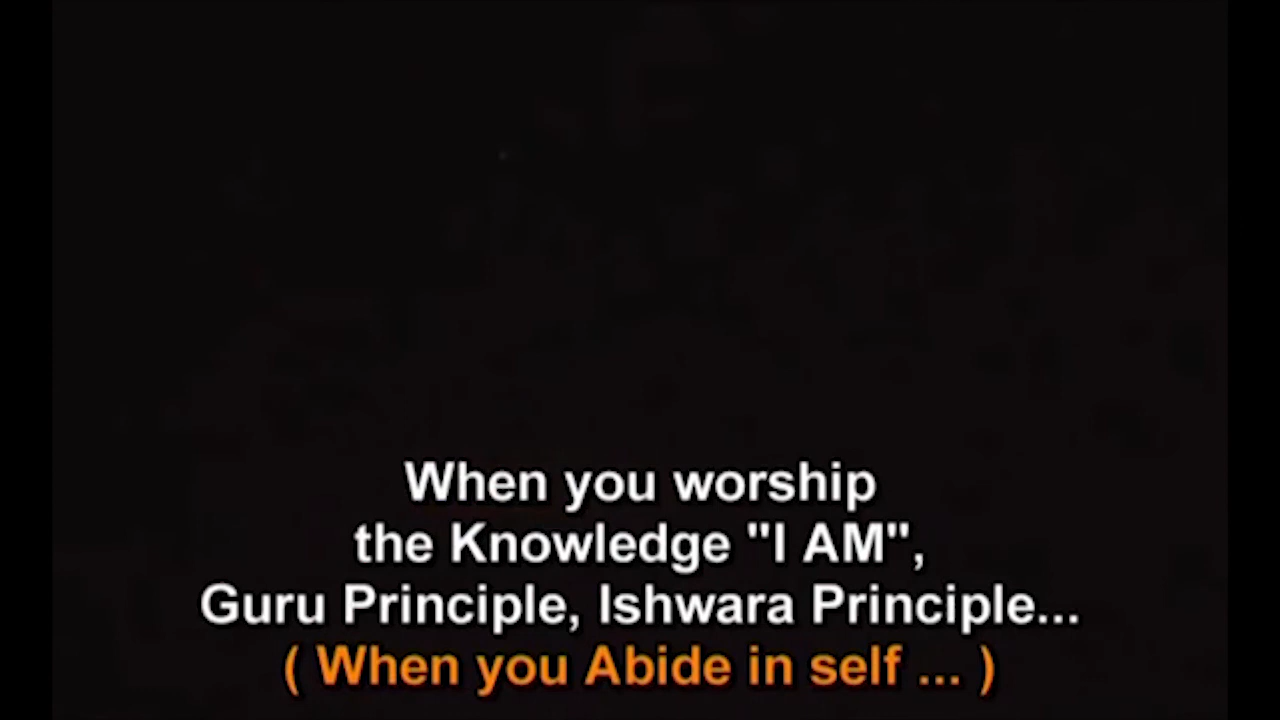 When you worship
the Knowledge "I AM",
Guru Principle, Ishwara Principle...
( When you Abide in self ... )